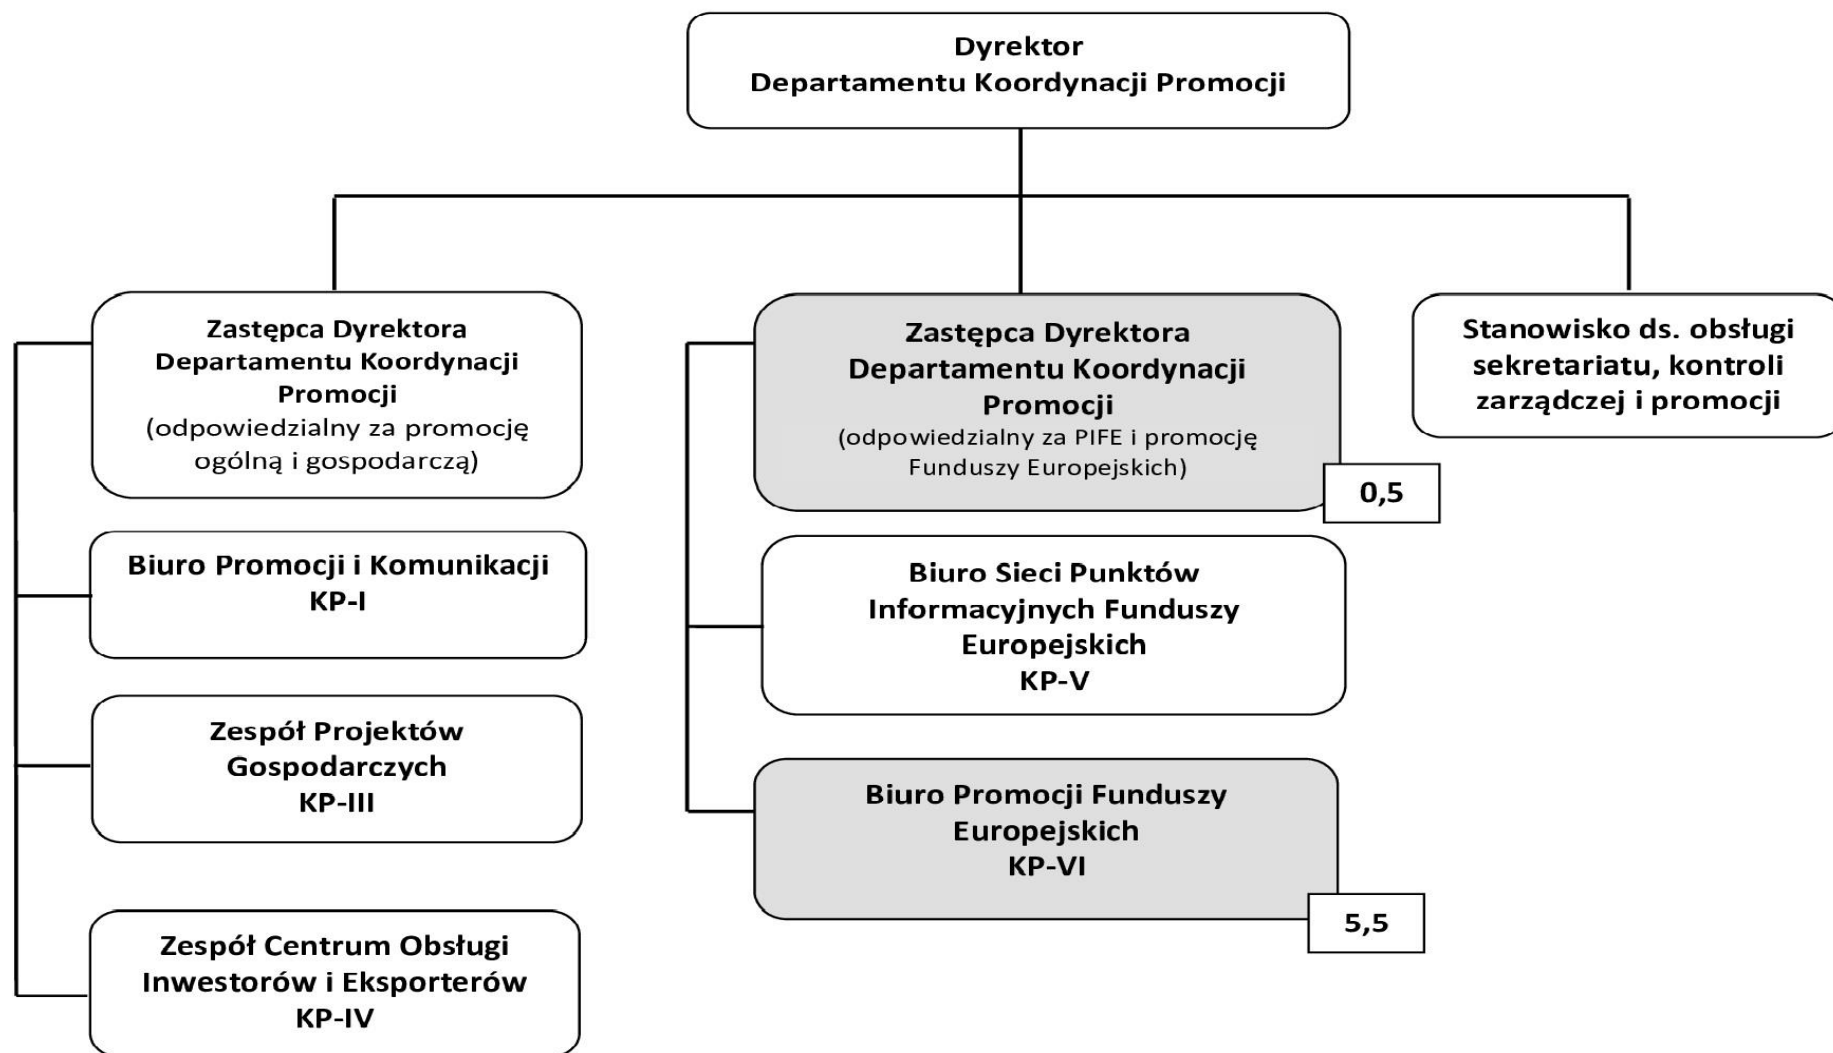 Dyrektor
Departamentu Koordynacji Promocji
Zastępca Dyrektora
Departamentu Koordynacji
Promocji
(odpowiedzialny za promocję
ogólną i gospodarczą)
Biuro Promocji i Komunikacji
KP-I
Zespół Projektów
Gospodarczych
KP-III
Zespół Centrum Obsługi
Inwestorów i Eksporterów
KP-IV
Zastępca Dyrektora
Departamentu Koordynacji
Promocji
(odpowiedzialny za PIFE i promocję
Funduszy Europejskich)
0,5
Biuro Sieci Punktów
Informacyjnych Funduszy
Europejskich
KP-V
Biuro Promocji Funduszy
Europejskich
KP-VI
5,5
Stanowisko ds. obsługi
sekretariatu, kontroli
zarządczej i promocji